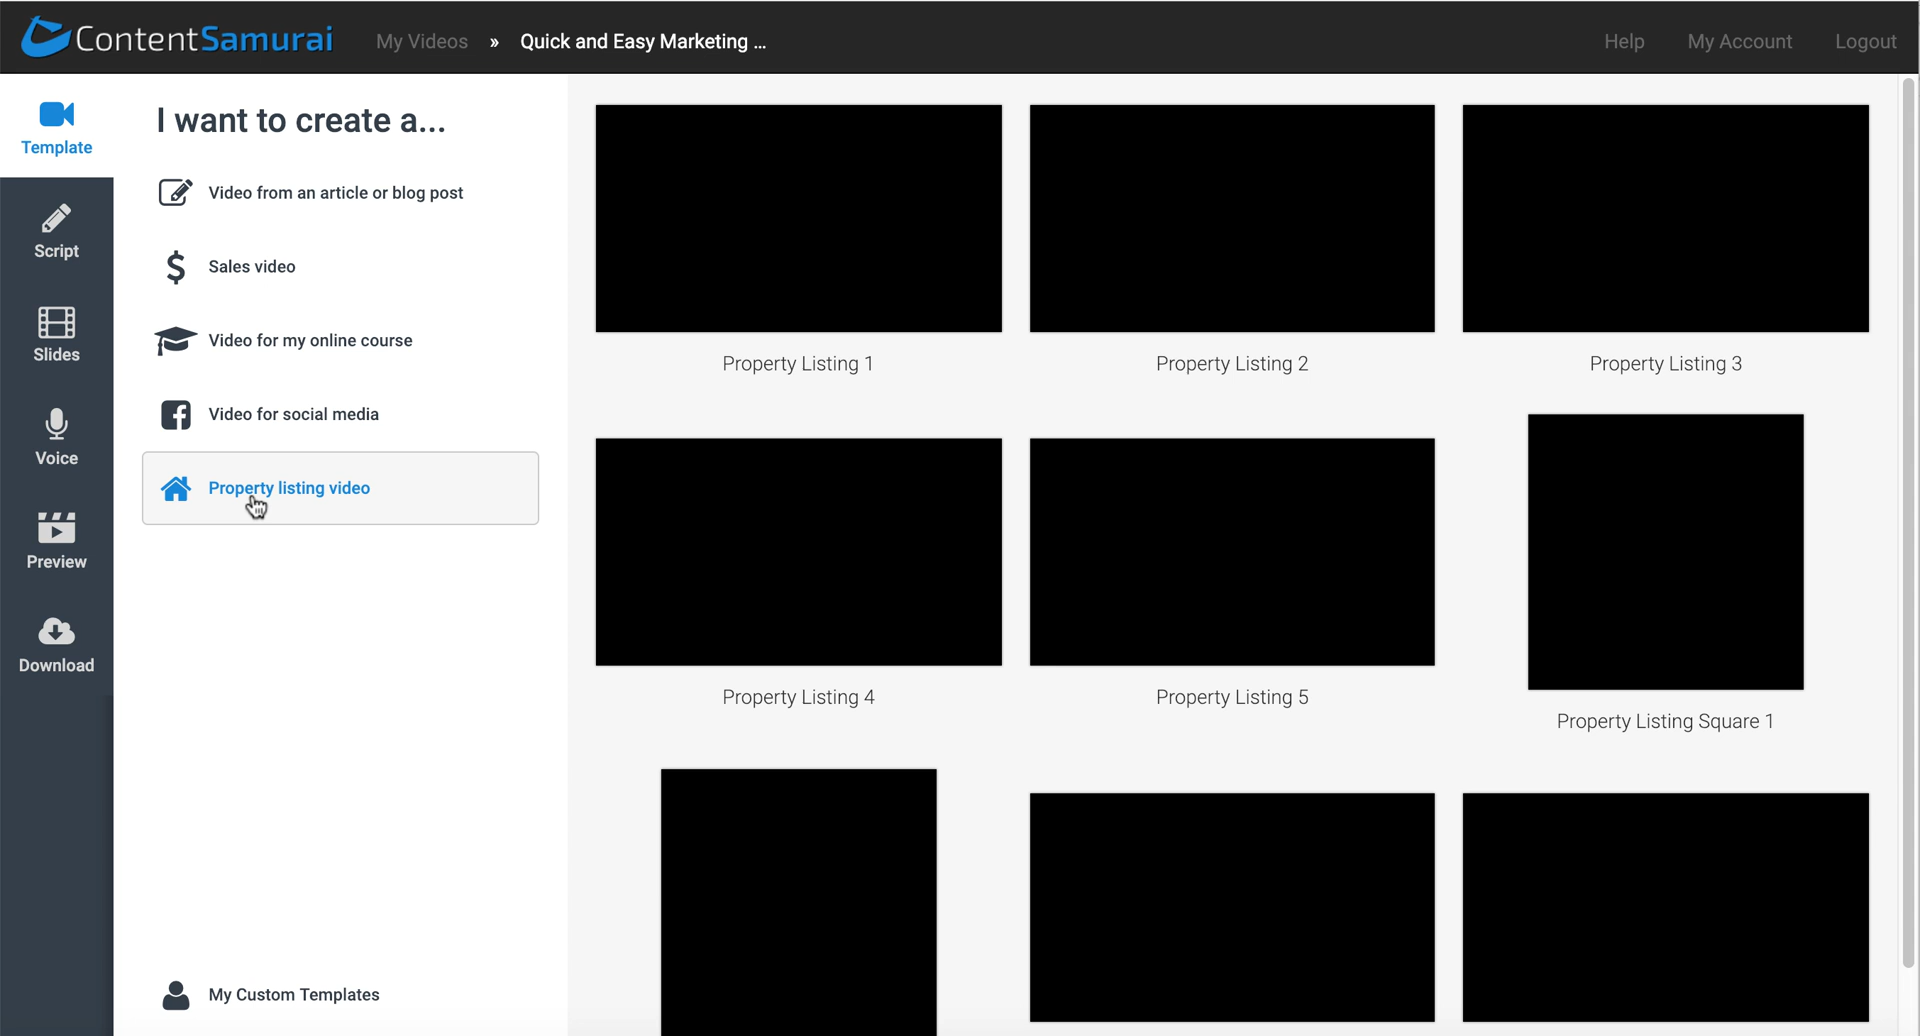 ContentSamurai My Videos » Quick and Easy Marketing ... Help My Account Logout
Template
Script
Slides
Voice
Preview
Download
I want to create a...
Video from an article or blog post
Sales video
Video for my online course
Video for social media
Property listing video
My Custom Templates
Property Listing 1
Property Listing 2
Property Listing 3
Property Listing 4
Property Listing 5
Property Listing Square 1